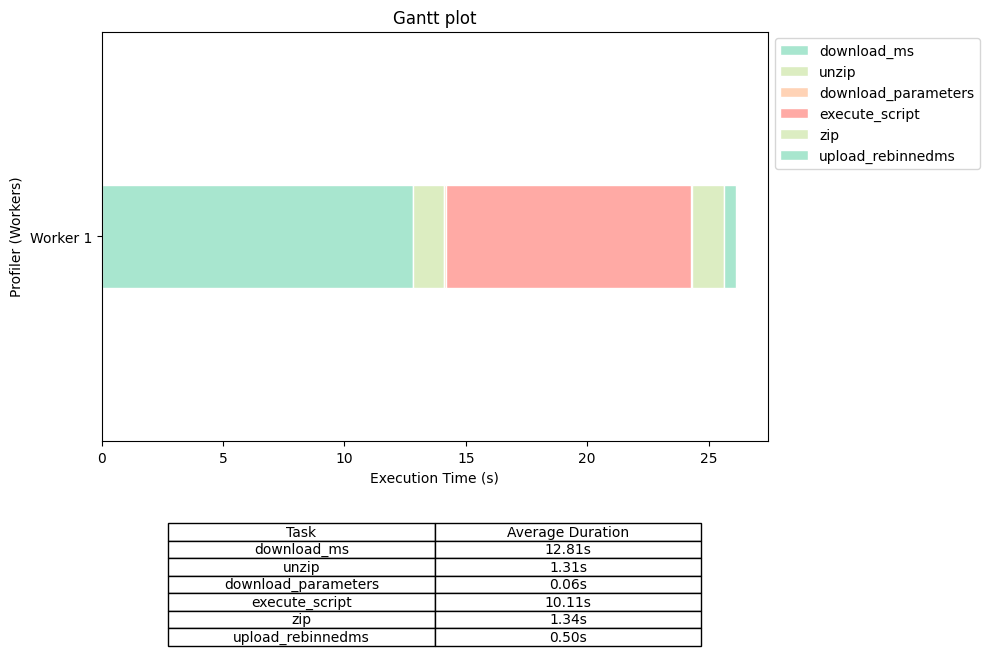 Gantt plot
download_ms
unzip
download_parameters
execute_script
zip
upload_rebinnedms
Profiler (Workers)
Worker 1
0 5 10 15 20 25
Execution Time (s)
Task Average Duration
download_ms 12.81s
unzip 1.31s
download_parameters 0.06s
execute_script 10.11s
zip 1.34s
upload_rebinnedms 0.50s